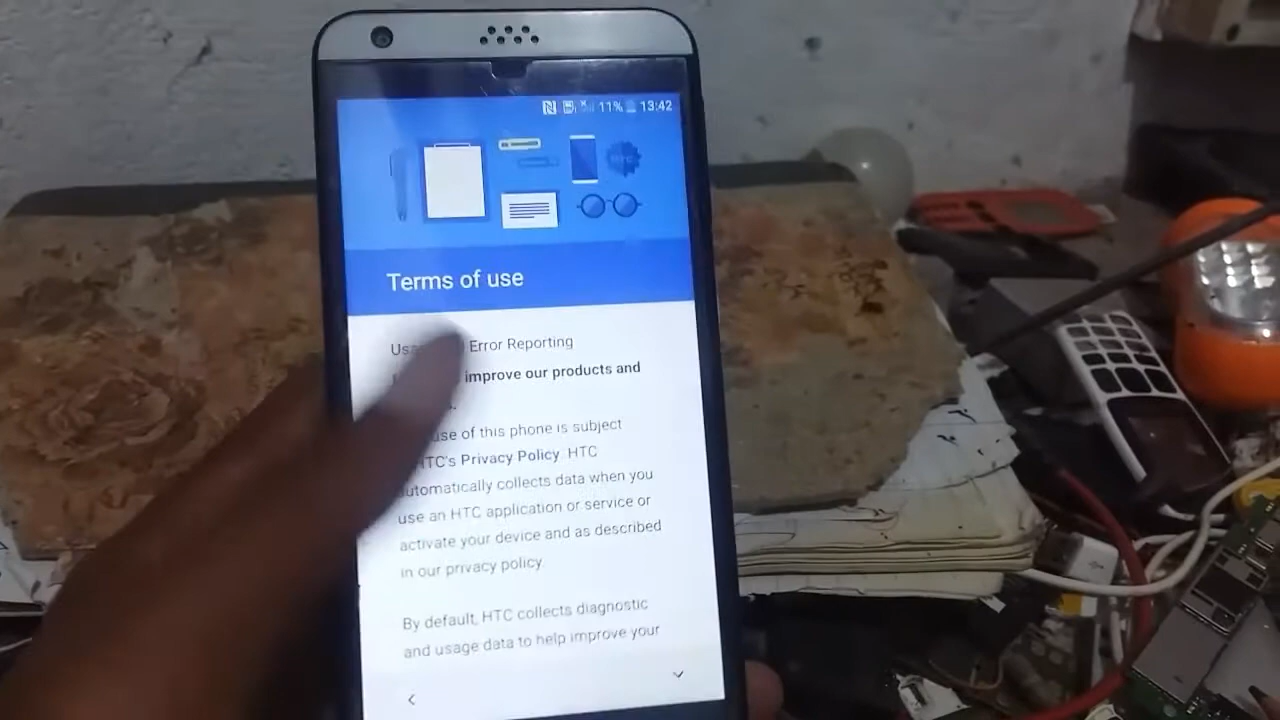 11% 13:42
Terms of use
Error Reporting
improve our products and
use of this phone is subject
HTC's Privacy Policy. HTC
automatically collects data when you
use an HTC application or service or
activate your device and as described
in our privacy policy.
By default, HTC collects diagnostic
and usage data to help improve your